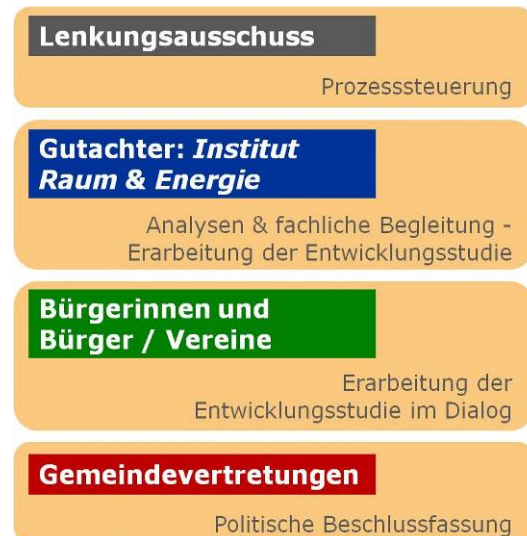 Lenkungsausschuss
Prozesssteuerung
Gutachter: Institut
Raum & Energie
Analysen & fachliche Begleitung -
Erarbeitung der Entwicklungsstudie
Bürgerinnen und
Bürger / Vereine
Erarbeitung der
Entwicklungsstudie im Dialog
Gemeindevertretungen
Politische Beschlussfassung